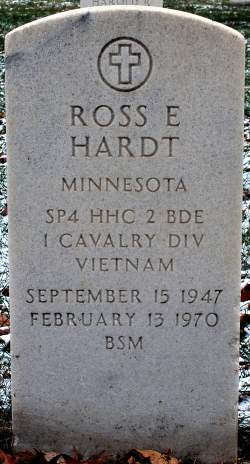 ROSS E
HARDT
MINNESOTA
SP4 HHC 2 BDE
1 CAVALRY DIV
VIETNAM
SEPTEMBER 15 1947
FEBRUARY 13 1970
BSM